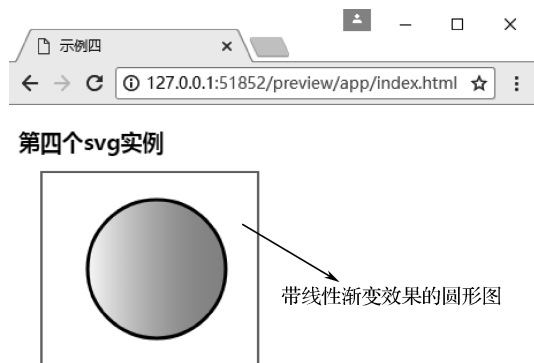 示例四
127.0.0.1:51852/preview/app/index.html
第四个svg实例
带线性渐变效果的圆形图